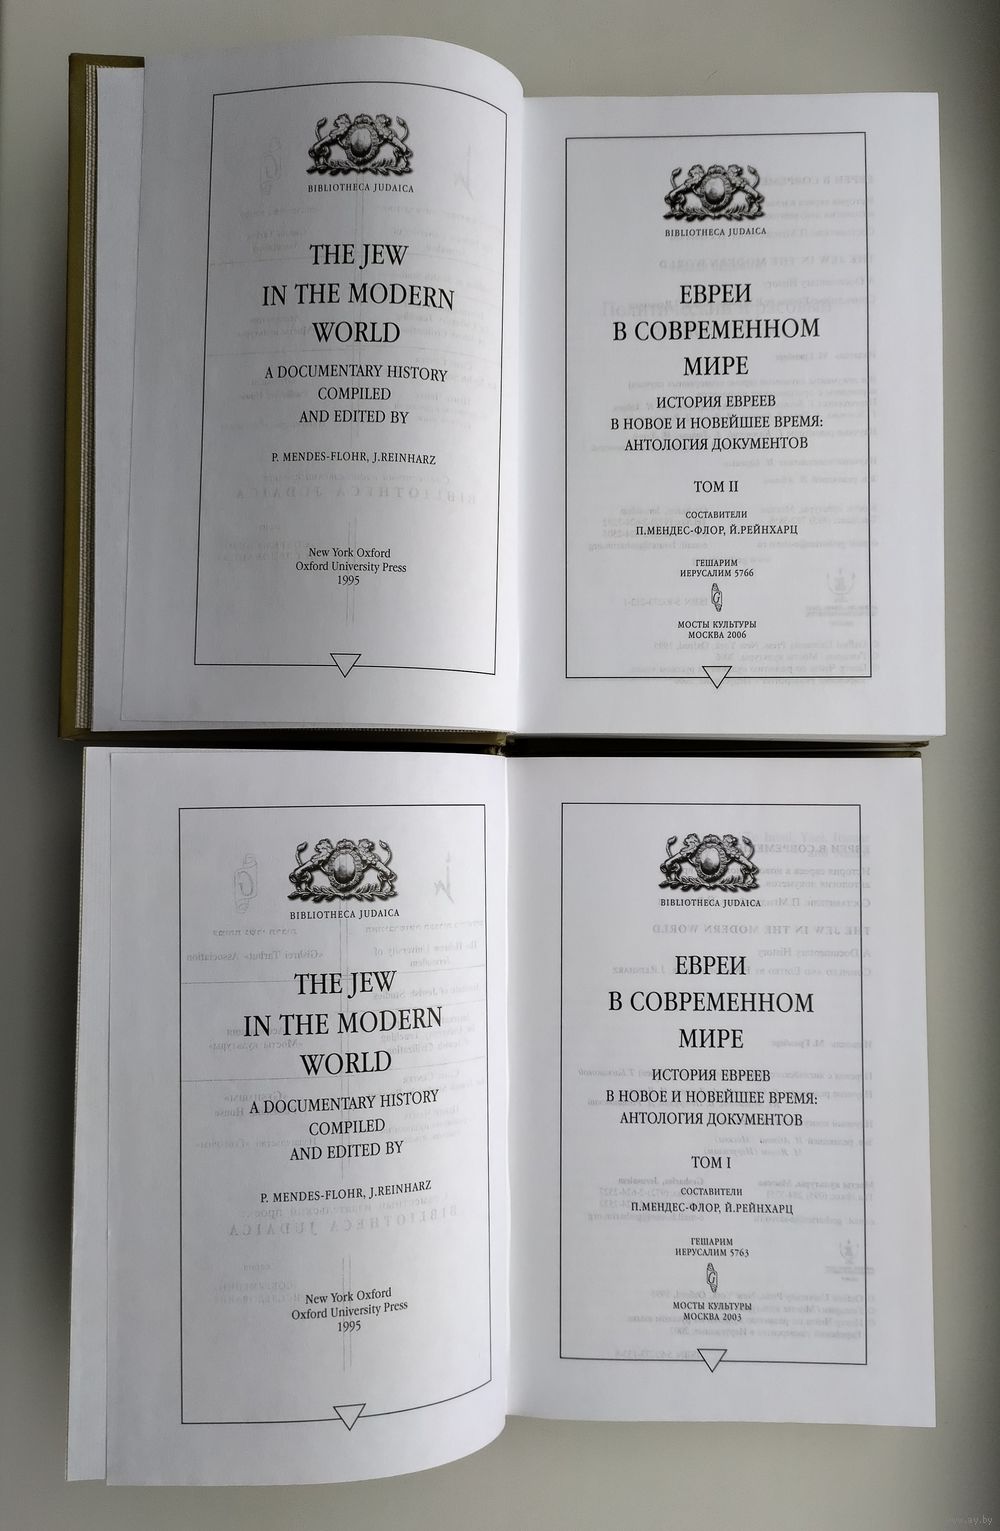 BIBLIOTHECA JUDAICA
THE JEW
IN THE MODERN
WORLD
A DOCUMENTARY HISTORY
COMPILED
AND EDITED BY
P. MENDES-FLOHR, J.REINHARZ
New York Oxford
Oxford University Press
1995
BIBLIOTHECA JUDAICA
ЕВРЕИ
В СОВРЕМЕННОМ
МИРЕ
ИСТОРИЯ ЕВРЕЕВ
В НОВОЕ И НОВЕЙШЕЕ ВРЕМЯ:
АНТОЛОГИЯ ДОКУМЕНТОВ
ТОМ II
СОСТАВИТЕЛИ
П.МЕНДЕС-ФЛОР, Й.РЕЙНХАРЦ
ГЕШАРИМ
ИЕРУСАЛИМ 5766
G
МОСТЫ КУЛЬТУРЫ
МОСКВА 2006
BIBLIOTHECA JUDAICA
THE JEW
IN THE MODERN
WORLD
A DOCUMENTARY HISTORY
COMPILED
AND EDITED BY
P. MENDES-FLOHR, J.REINHARZ
New York Oxford
Oxford University Press
1995
BIBLIOTHECA JUDAICA
ЕВРЕИ
В СОВРЕМЕННОМ
МИРЕ
ИСТОРИЯ ЕВРЕЕВ
В НОВОЕ И НОВЕЙШЕЕ ВРЕМЯ:
АНТОЛОГИЯ ДОКУМЕНТОВ
ТОМ I
СОСТАВИТЕЛИ
П.МЕНДЕС-ФЛОР, Й.РЕЙНХАРЦ
ГЕШАРИМ
ИЕРУСАЛИМ 5763
G
МОСТЫ КУЛЬТУРЫ
МОСКВА 2003
www.ay.by